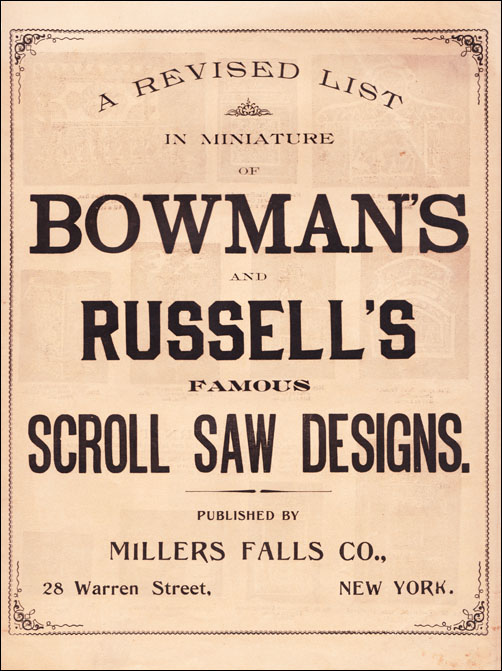 A REVISED LIST
IN MINIATURE
OF
BOWMAN'S
AND
RUSSELL'S
FAMOUS
SCROLL SAW DESIGNS.
PUBLISHED BY
MILLERS FALLS CO.,
28 Warren Street, NEW YORK.